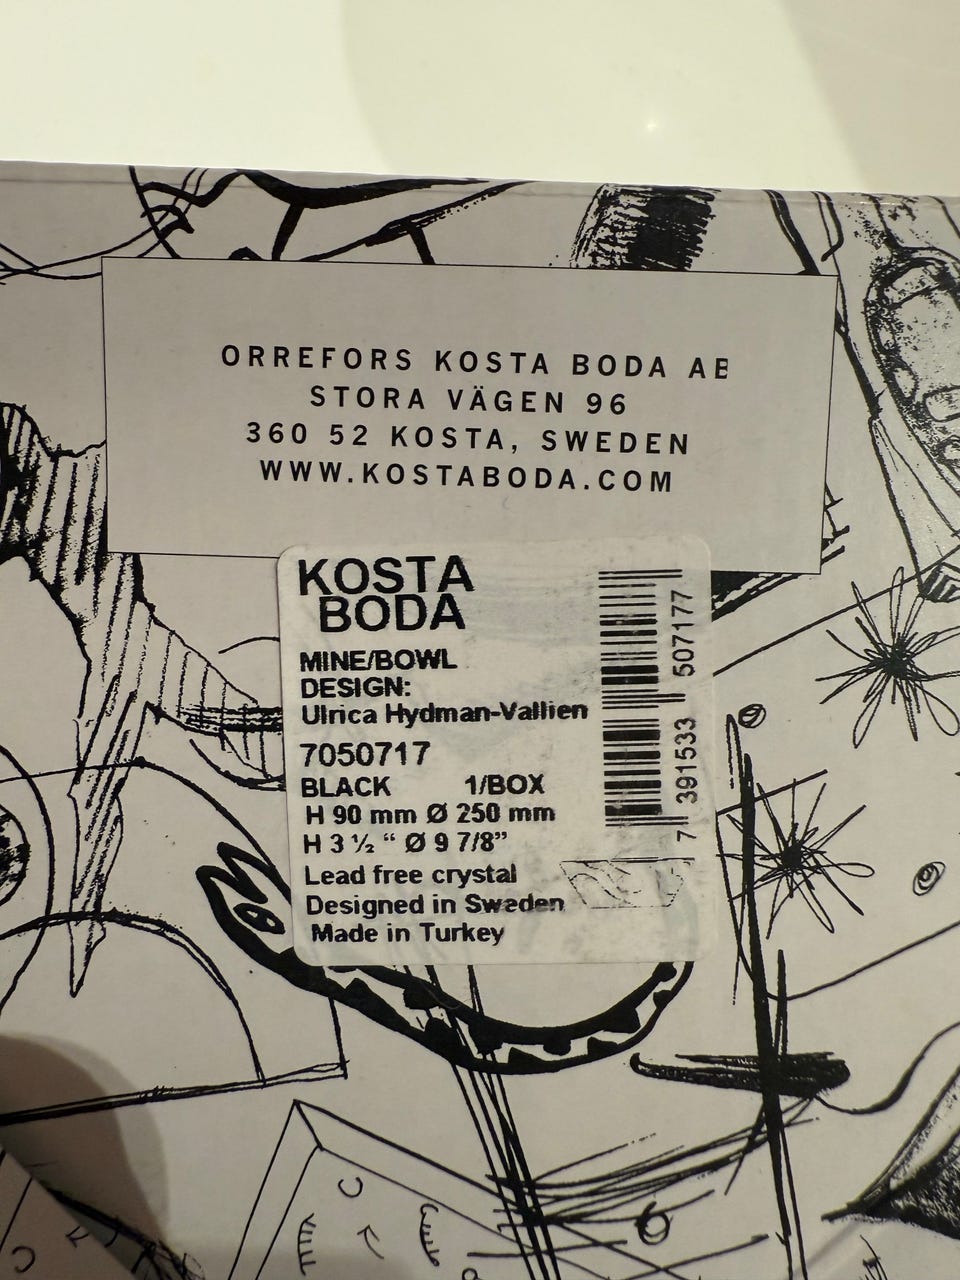 ORREFORS KOSTA BODA AB
STORA VÄGEN 96
360 52 KOSTA, SWEDEN
WWW.KOSTABODA.COM
KOSTA
BODA
MINE/BOWL
DESIGN:
Ulrica Hydman-Vallien
7050717
BLACK 1/BOX
H 90 mm Ø 250 mm
H 3 ½ “ Ø 9 7/8”
Lead free crystal
Designed in Sweden
Made in Turkey
7 391533 507177